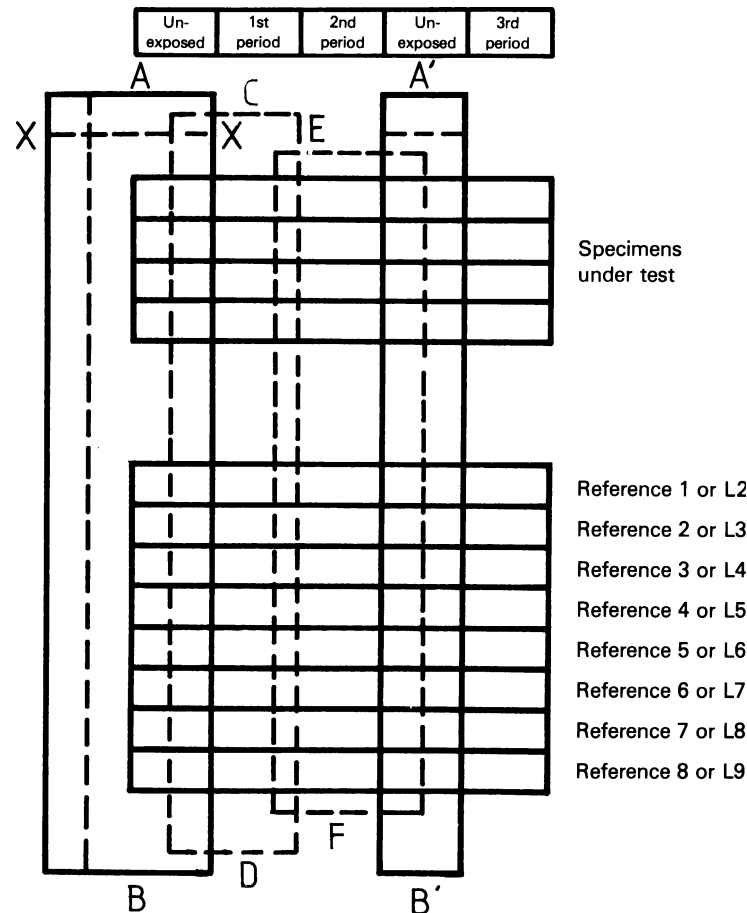 Un-
exposed
1st
period
2nd
period
Un-
exposed
3rd
period
A
A′
C
X
X
E
Specimens
under test
Reference 1 or L2
Reference 2 or L3
Reference 3 or L4
Reference 4 or L5
Reference 5 or L6
Reference 6 or L7
Reference 7 or L8
Reference 8 or L9
F
D
B
B′